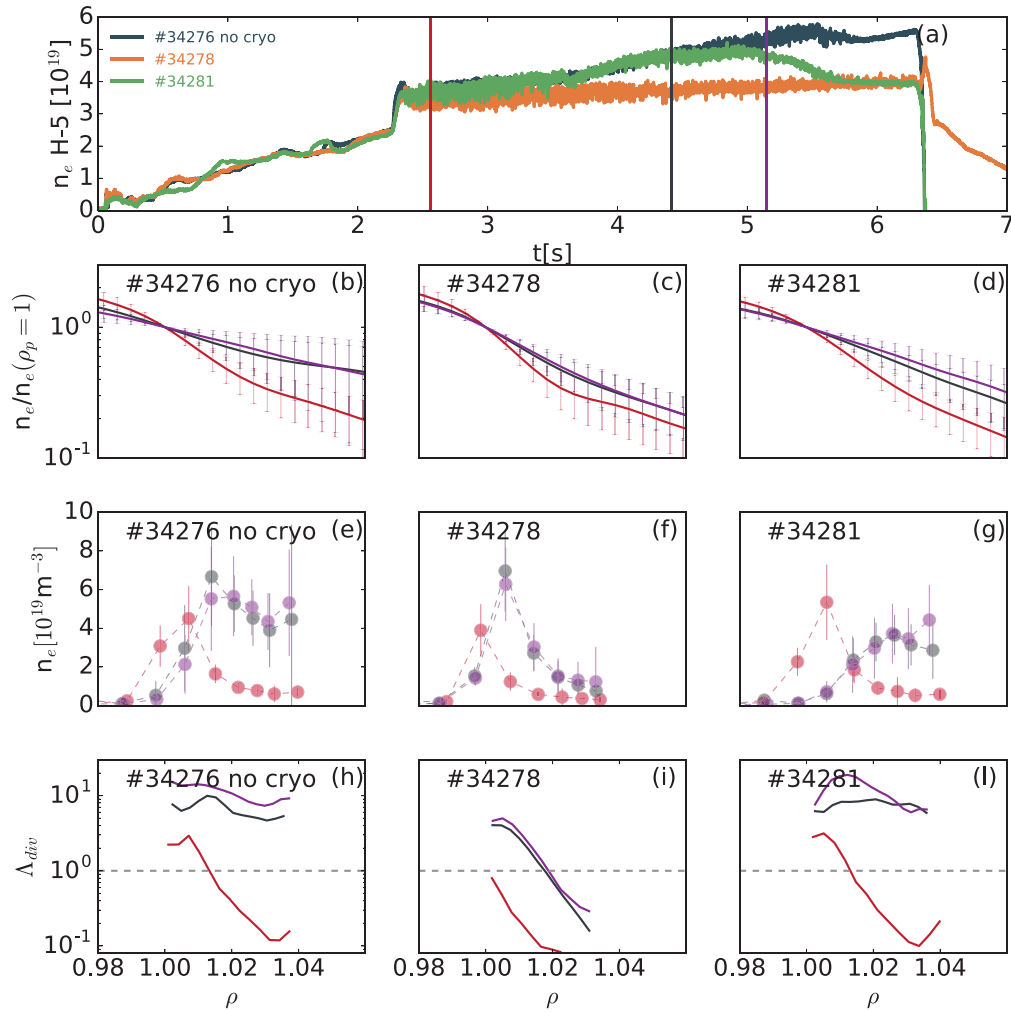 n_e H-5 [10^19]
6
5
4
3
2
1
0
#34276 no cryo
#34278
#34281
(a)
0 1 2 3 4 5 6 7
t[s]
n_e/n_e(ρ_p = 1)
10^0
10^-1
#34276 no cryo (b)
#34278 (c)
#34281 (d)
n_e[10^19 m^-3]
10
8
6
4
2
0
#34276 no cryo (e)
#34278 (f)
#34281 (g)
Λ_div
10^1
10^0
10^-1
#34276 no cryo (h)
#34278 (i)
#34281 (l)
0.98 1.00 1.02 1.04 0.98 1.00 1.02 1.04 0.98 1.00 1.02 1.04
ρ ρ ρ